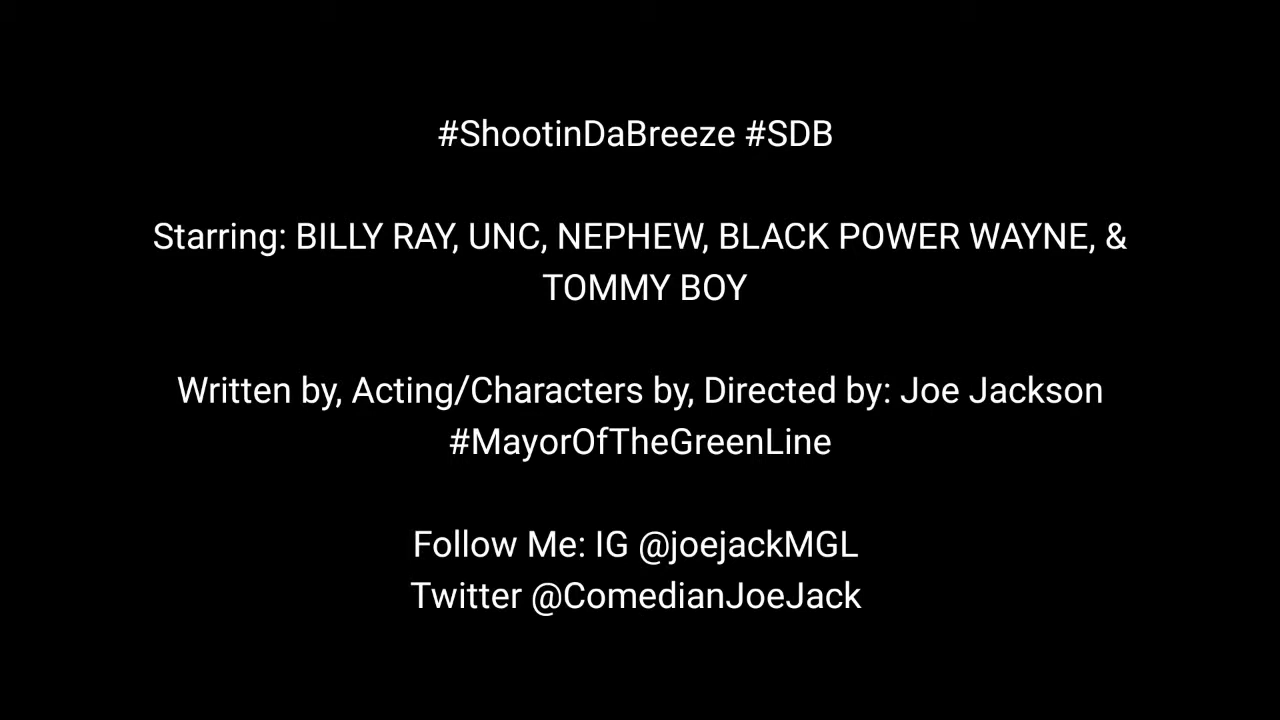 #ShootinDaBreeze #SDB
Starring: BILLY RAY, UNC, NEPHEW, BLACK POWER WAYNE, &
TOMMY BOY
Written by, Acting/Characters by, Directed by: Joe Jackson
#MayorOfTheGreenLine
Follow Me: IG @joejackMGL
Twitter @ComedianJoeJack